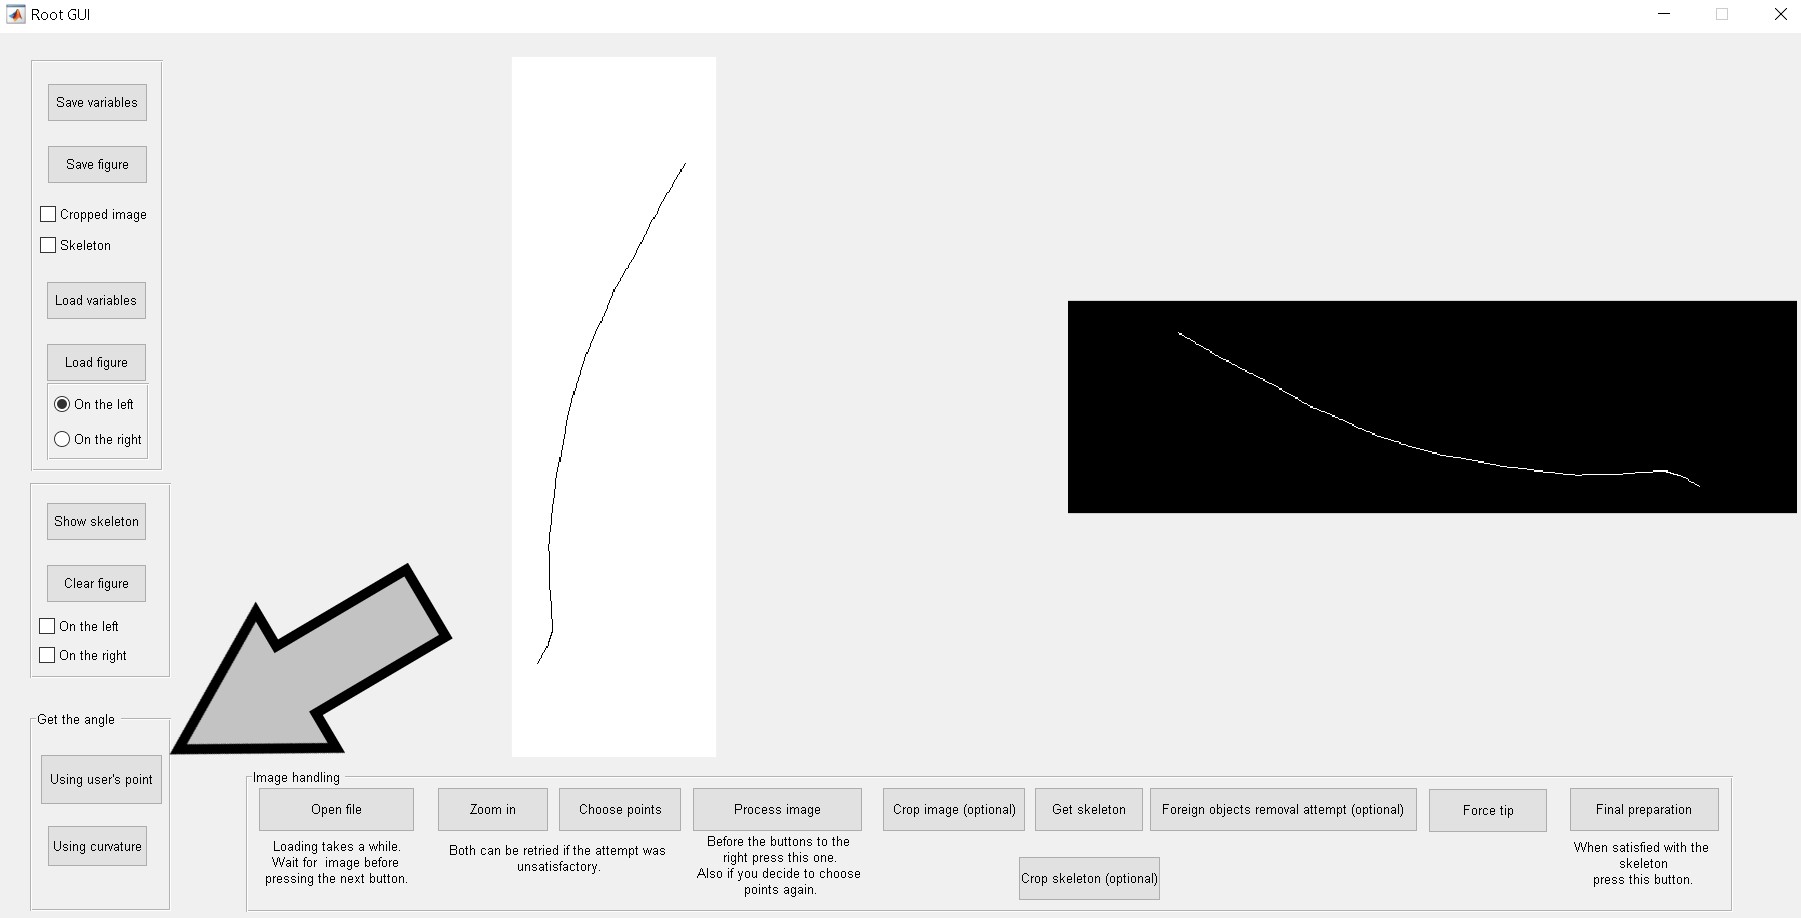 Root GUI
Save variables
Save figure
Cropped image
Skeleton
Load variables
Load figure
On the left
On the right
Show skeleton
Clear figure
On the left
On the right
Get the angle
Using user's point
Using curvature
Image handling
Open file
Loading takes a while.
Wait for  image before
pressing the next button.
Zoom in
Choose points
Both can be retried if the attempt was
unsatisfactory.
Process image
Before the buttons to the
right press this one.
Also if you decide to choose
points again.
Crop image (optional)
Get skeleton
Crop skeleton (optional)
Foreign objects removal attempt (optional)
Force tip
Final preparation
When satisfied with the
skeleton
press this button.